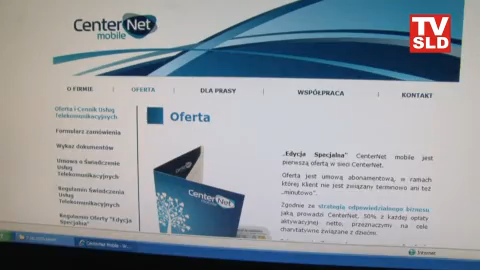 CenterNet
mobile
TV
SLD
O FIRMIE | OFERTA | DLA PRASY | WSPÓŁPRACA | KONTAKT
Oferta i Cennik Usług
Telekomunikacyjnych
Formularz zamówienia
Wykaz dokumentów
Umowa o Świadczenie
Usług
Telekomunikacyjnych
Regulamin Świadczenia
Usług
Telekomunikacyjnych
Regulamin Oferty "Edycja
Specjalna"
Oferta
CenterNet
„Edycja Specjalna" CenterNet mobile jest
pierwszą ofertą w sieci CenterNet.
Oferta jest umową abonamentową, w ramach
której Klient nie jest związany terminowo ani też
„minutowo".
Zgodnie ze strategią odpowiedzialnego biznesu
jaką prowadzi CenterNet, 50% z każdej opłaty
aktywacyjnej netto, przeznaczymy na cele
charytatywne związane z dziećmi.
Internet
CenterNet Mobile